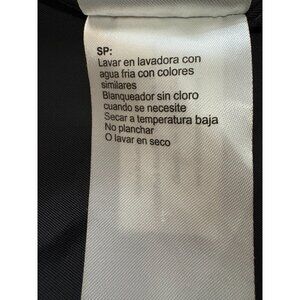 SP:
Lavar en lavadora con
agua fria con colores
similares
Blanqueador sin cloro
cuando se necesite
Secar a temperatura baja
No planchar
O lavar en seco